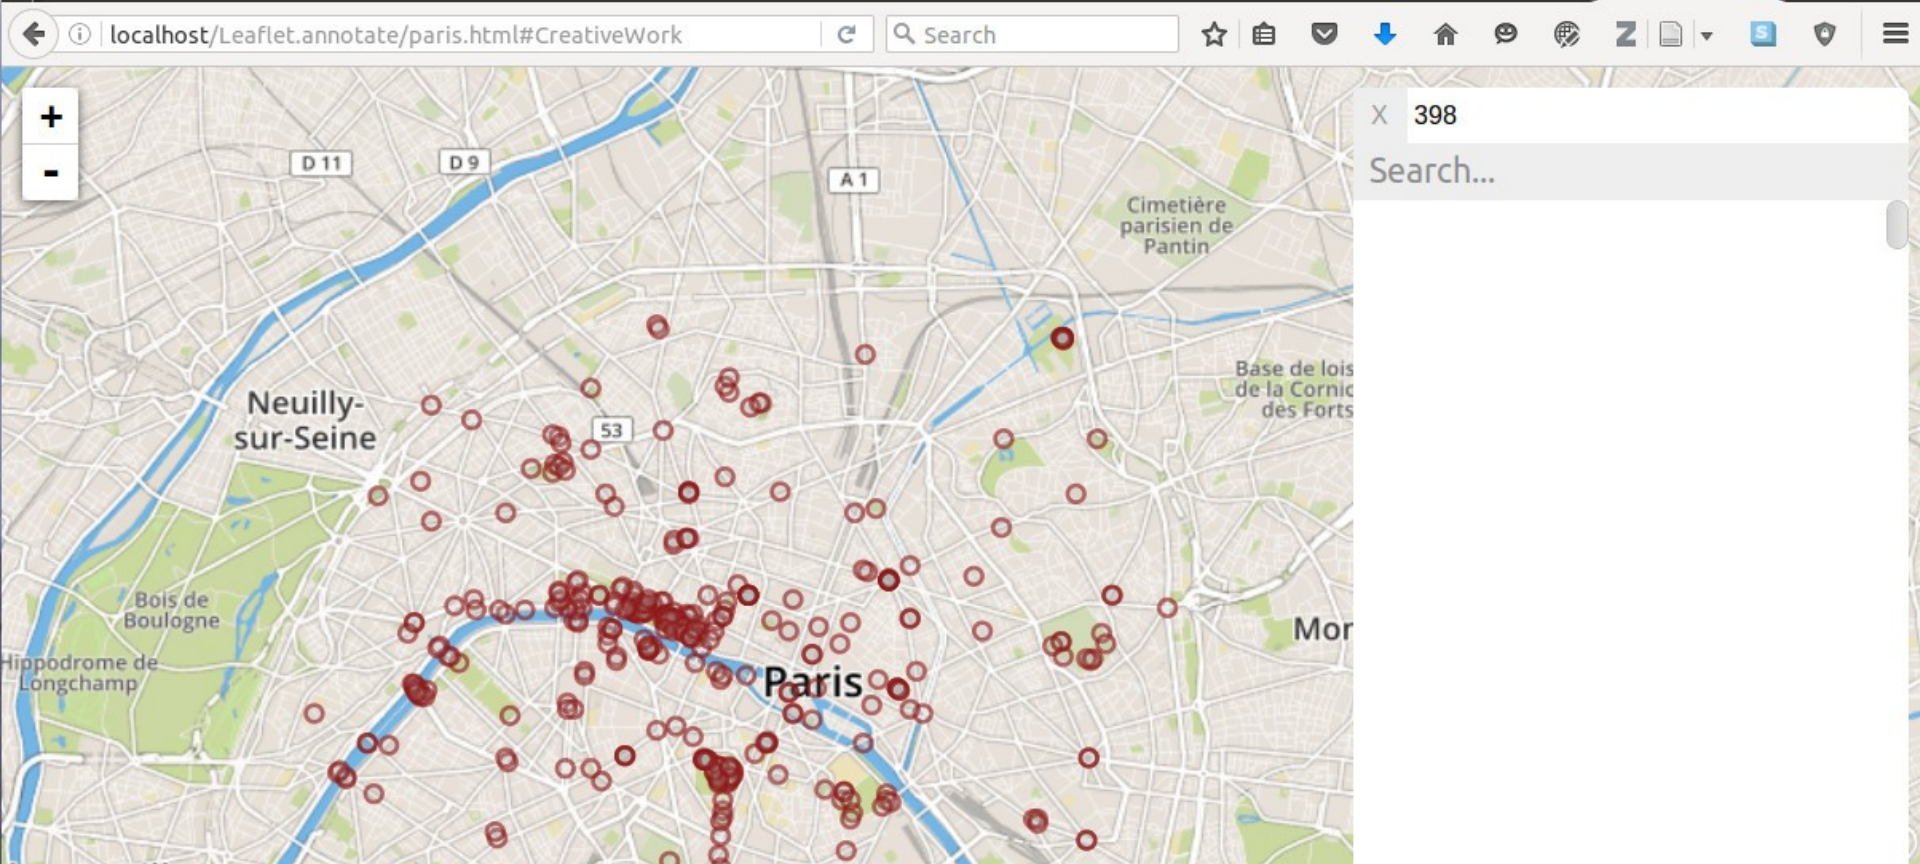 localhost/Leaflet.annotate/paris.html#CreativeWork
Search
+
-
X 398
Search...
D 11
D 9
A 1
Cimetière
parisien de
Pantin
Base de lois
de la Cornic
des Forts
Neuilly-
sur-Seine
53
Bois de
Boulogne
Mor
Hippodrome de
Longchamp
Paris
Z
S